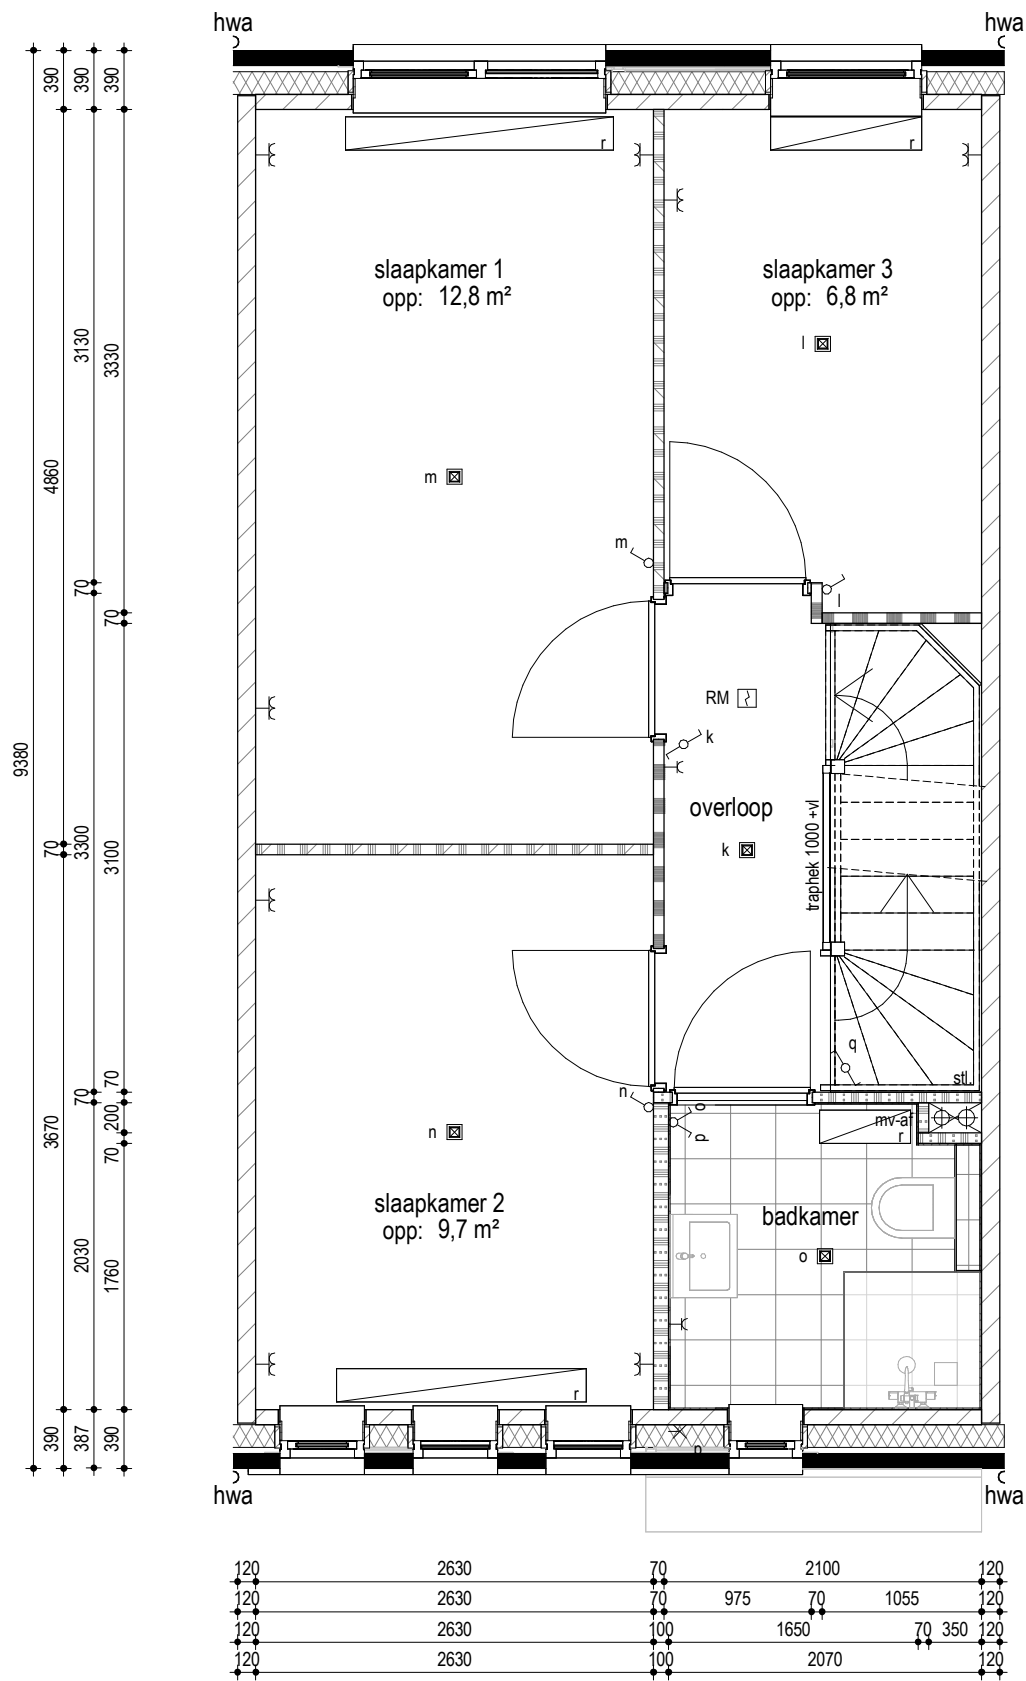 hwa
hwa
390
390
390
r
r
slaapkamer 1
opp: 12,8 m²
slaapkamer 3
opp: 6,8 m²
3130
3330
l
4860
m
m
70
l
70
RM
k
9380
overloop
k
traphek 1000 +vl
70
3300
3100
q
stl.
70
70
n
o
p
mv-af
r
200
3670
n
70
slaapkamer 2
opp: 9,7 m²
badkamer
o
2030
1760
r
390
387
390
n
hwa
hwa
120 2630 70 2100 120
120 2630 70 975 70 1055 120
120 2630 100 1650 70 350 120
120 2630 100 2070 120